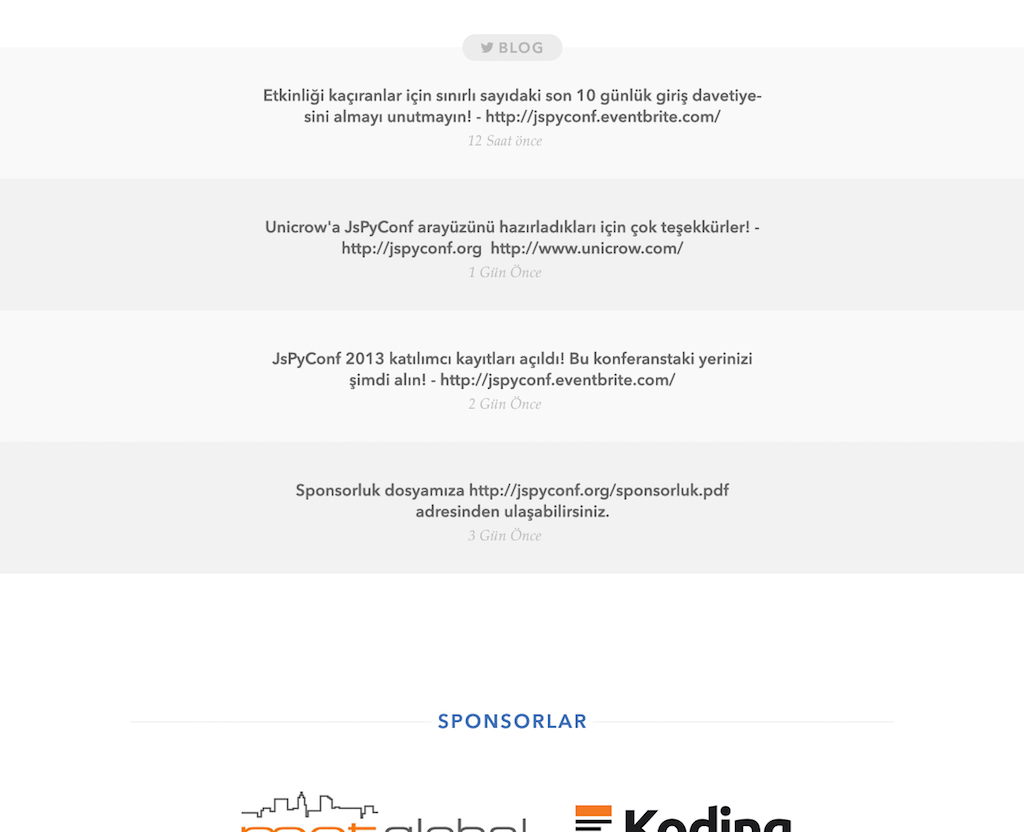 BLOG
Etkinliği kaçıranlar için sınırlı sayıdaki son 10 günlük giriş davetiye-
sini almayı unutmayın! - http://jspyconf.eventbrite.com/
12 Saat önce
Unicrow'a JsPyConf arayüzünü hazırladıkları için çok teşekkürler! -
http://jspyconf.org  http://www.unicrow.com/
1 Gün Önce
JsPyConf 2013 katılımcı kayıtları açıldı! Bu konferanstaki yerinizi
şimdi alın! - http://jspyconf.eventbrite.com/
2 Gün Önce
Sponsorluk dosyamıza http://jspyconf.org/sponsorluk.pdf
adresinden ulaşabilirsiniz.
3 Gün Önce
SPONSORLAR
global Koding